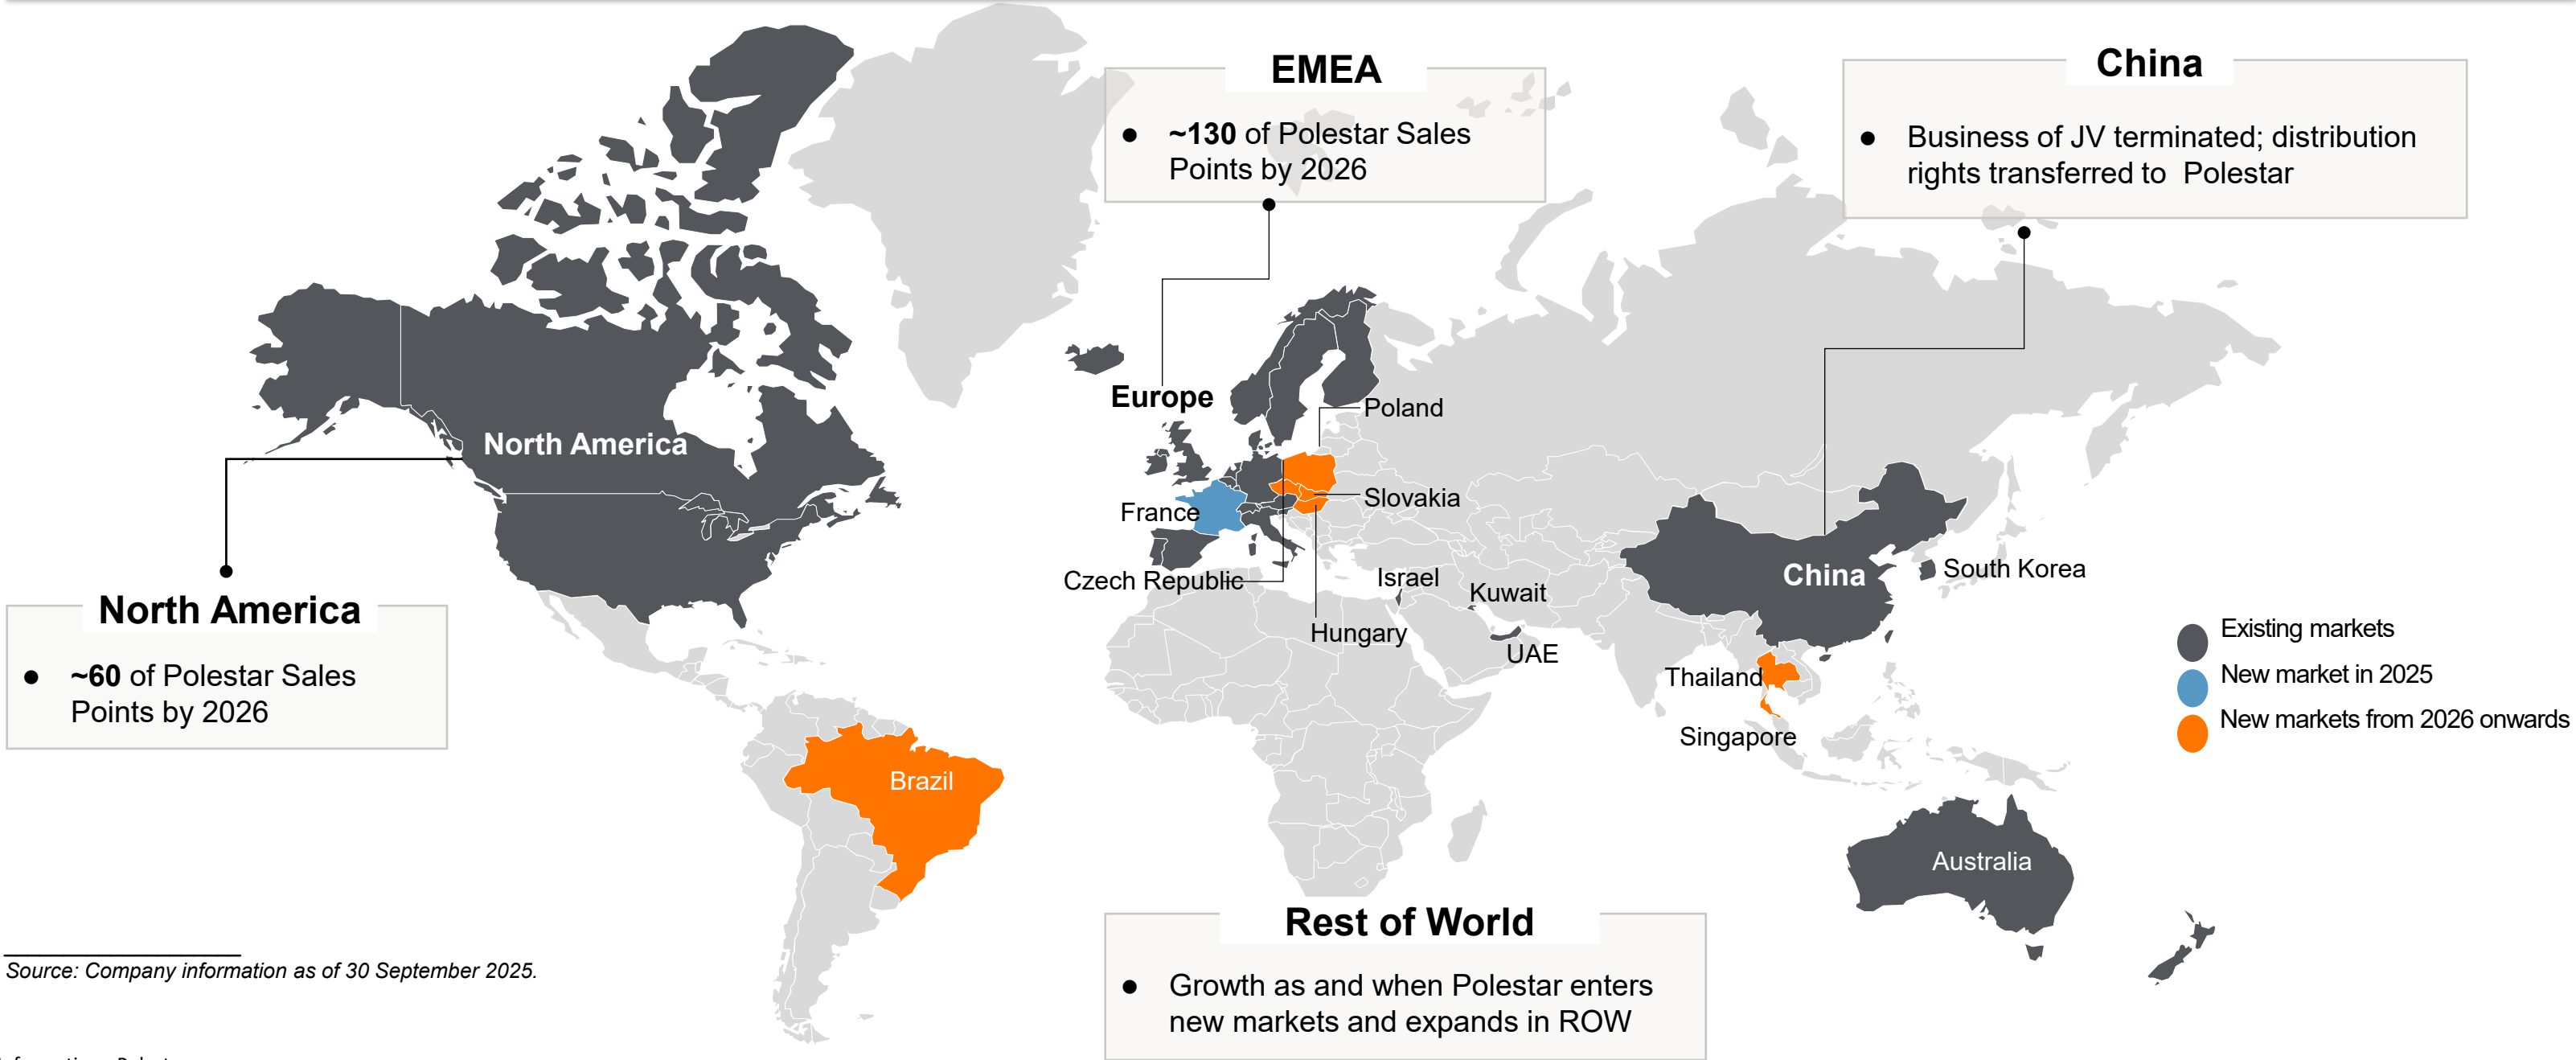 EMEA
● ~130 of Polestar Sales
Points by 2026
China
● Business of JV terminated; distribution
rights transferred to Polestar
Europe
Poland
North America
Slovakia
France
Czech Republic
Israel
Kuwait
China
South Korea
Hungary
UAE
North America
● ~60 of Polestar Sales
Points by 2026
Thailand
Singapore
Existing markets
New market in 2025
New markets from 2026 onwards
Brazil
Australia
Rest of World
● Growth as and when Polestar enters
new markets and expands in ROW
Source: Company information as of 30 September 2025.